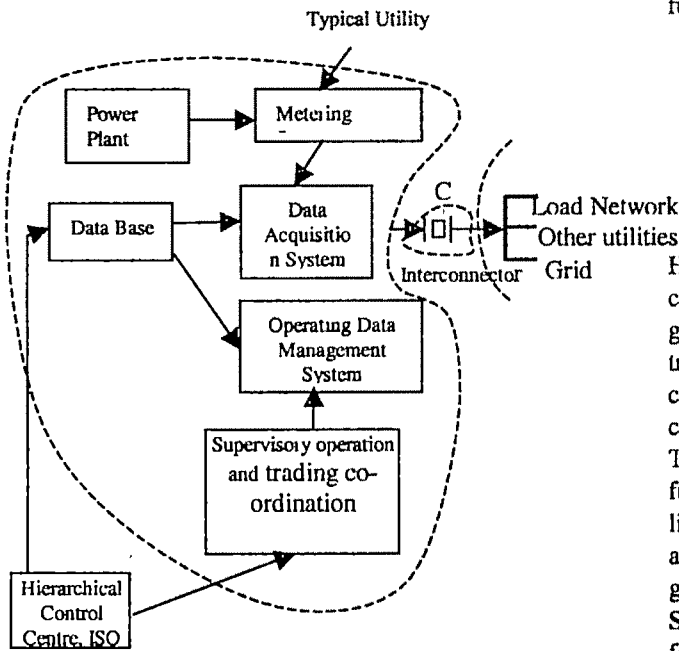 Typical Utility
Power
Plant
Metering
Data Base
Data
Acquisitio
n System
C
Interconnector
Load Network
Other utilities
Grid
Operating Data
Management
System
Supervisory operation
and trading co-
ordination
Hierarchical
Control
Centre, ISO